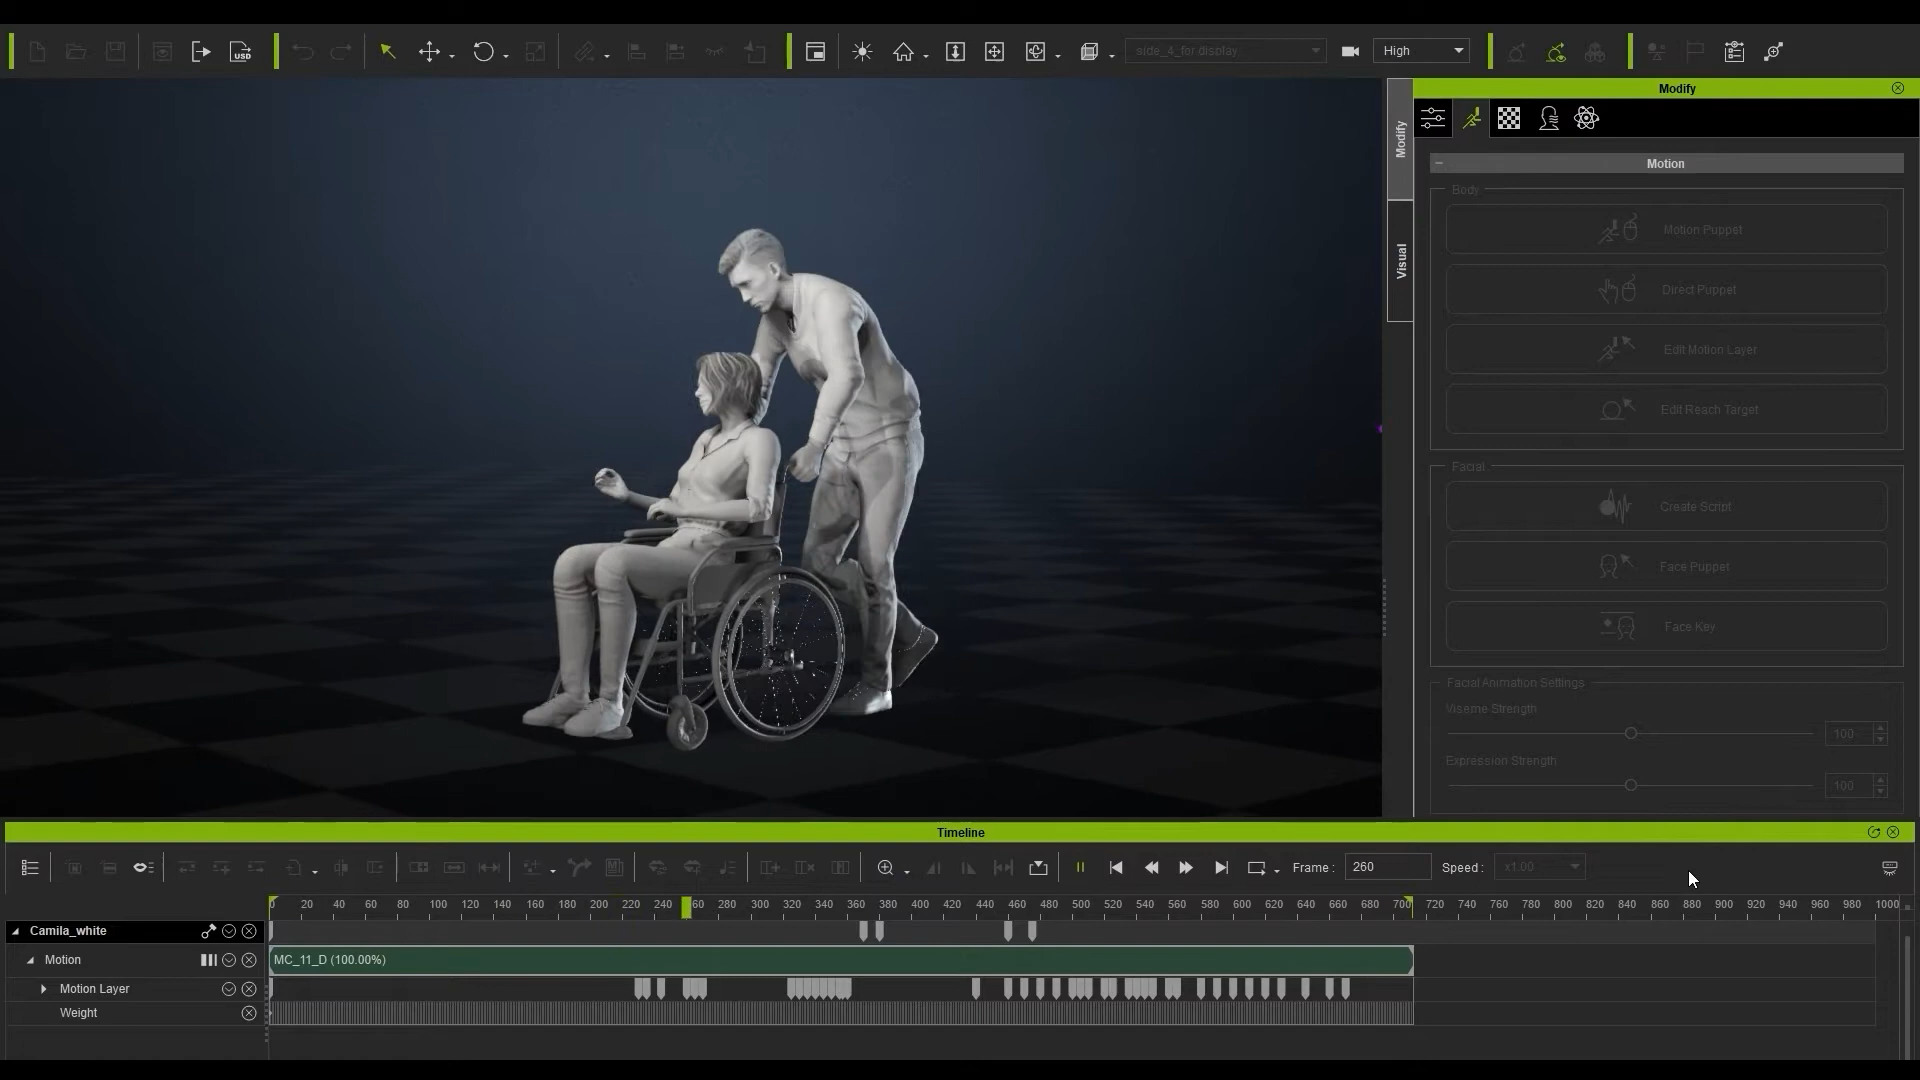 USD
side_4_for display
High
Modify
Modify
Visual
Motion
Body
Motion Puppet
Direct Puppet
Edit Motion Layer
Edit Reach Target
Facial
Create Script
Face Puppet
Face Key
Facial Animation Settings
Viseme Strength
100
Expression Strength
100
Timeline
Frame : 260 Speed : x1.00
0 20 40 60 80 100 120 140 160 180 200 220 240 260 280 300 320 340 360 380 400 420 440 460 480 500 520 540 560 580 600 620 640 660 680 700 720 740 760 780 800 820 840 860 880 900 920 940 960 980 1000
Camila_white
Motion MC_11_D (100.00%)
Motion Layer
Weight